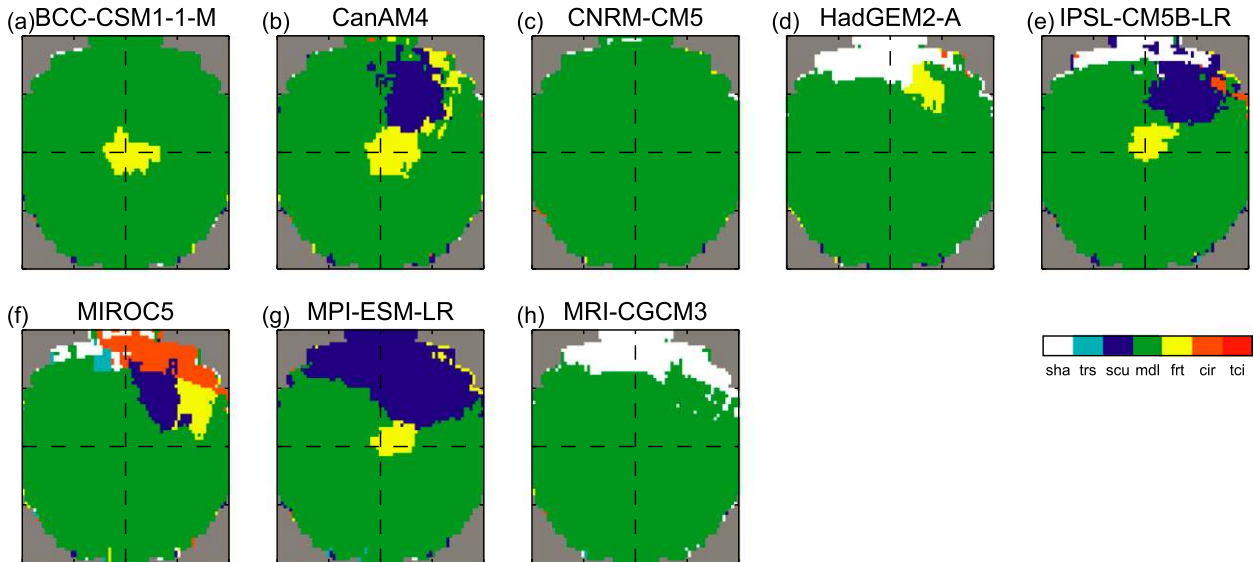 (a) BCC-CSM1-1-M
(b) CanAM4
(c) CNRM-CM5
(d) HadGEM2-A
(e) IPSL-CM5B-LR
(f) MIROC5
(g) MPI-ESM-LR
(h) MRI-CGCM3
sha trs scu mdl frt cir tci